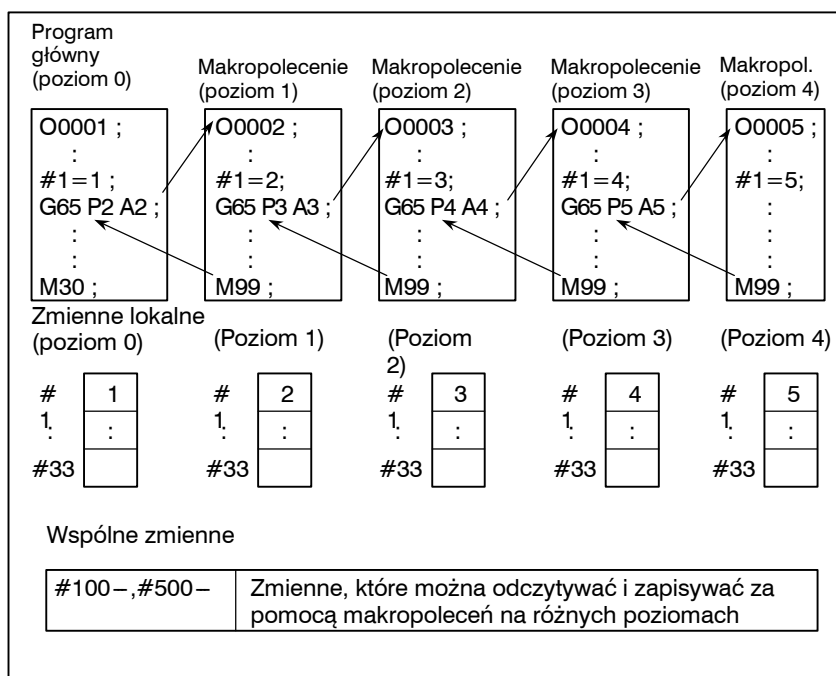 Program
główny
(poziom 0)
Makropolecenie
(poziom 1)
Makropolecenie
(poziom 2)
Makropolecenie
(poziom 3)
Makropol.
(poziom 4)
O0001 ;
:
#1=1 ;
G65 P2 A2 ;
:
:
M30 ;
O0002 ;
:
#1=2;
G65 P3 A3 ;
:
:
M99 ;
O0003 ;
:
#1=3;
G65 P4 A4 ;
:
:
M99 ;
O0004 ;
:
#1=4;
G65 P5 A5 ;
:
:
M99 ;
O0005 ;
:
#1=5;
:
:
:
M99 ;
Zmienne lokalne
(poziom 0)
(Poziom 1)
(Poziom
2)
(Poziom 3)
(Poziom 4)
#
1 1
: :
#33
#
1 2
: :
#33
#
1 3
: :
#33
#
1 4
: :
#33
#
1 5
: :
#33
Wspólne zmienne
#100–,#500–
Zmienne, które można odczytywać i zapisywać za
pomocą makropoleceń na różnych poziomach